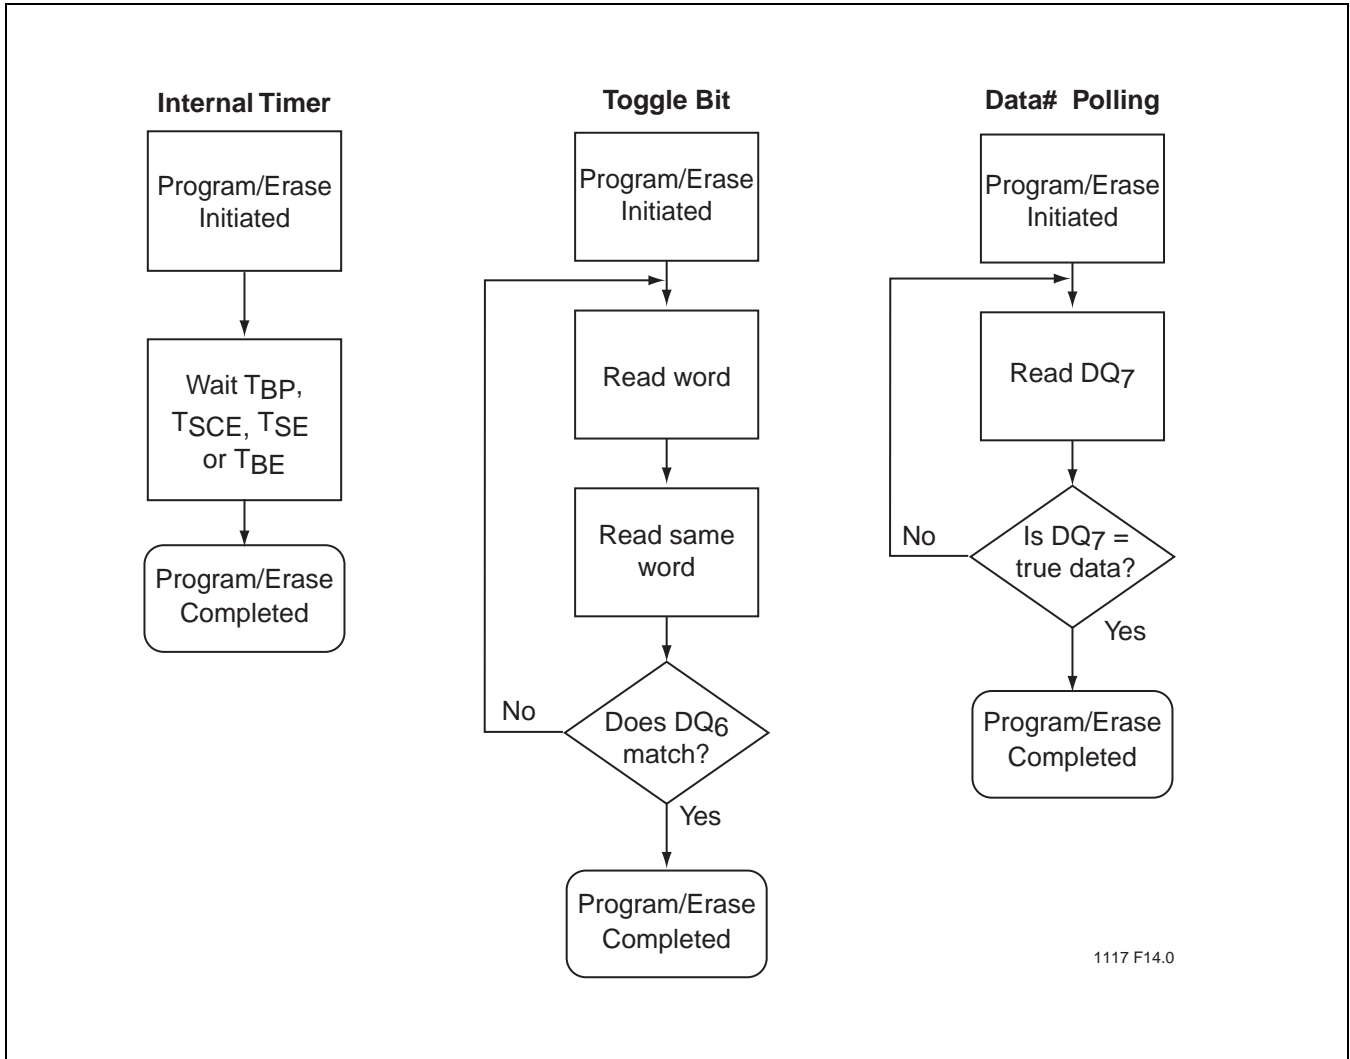 Internal Timer
Program/Erase
Initiated
Wait TBP,
TSCE, TSE
or TBE
Program/Erase
Completed
Toggle Bit
Program/Erase
Initiated
Read word
Read same
word
Does DQ6
match?
No
Yes
Program/Erase
Completed
Data# Polling
Program/Erase
Initiated
Read DQ7
Is DQ7 =
true data?
No
Yes
Program/Erase
Completed
1117 F14.0